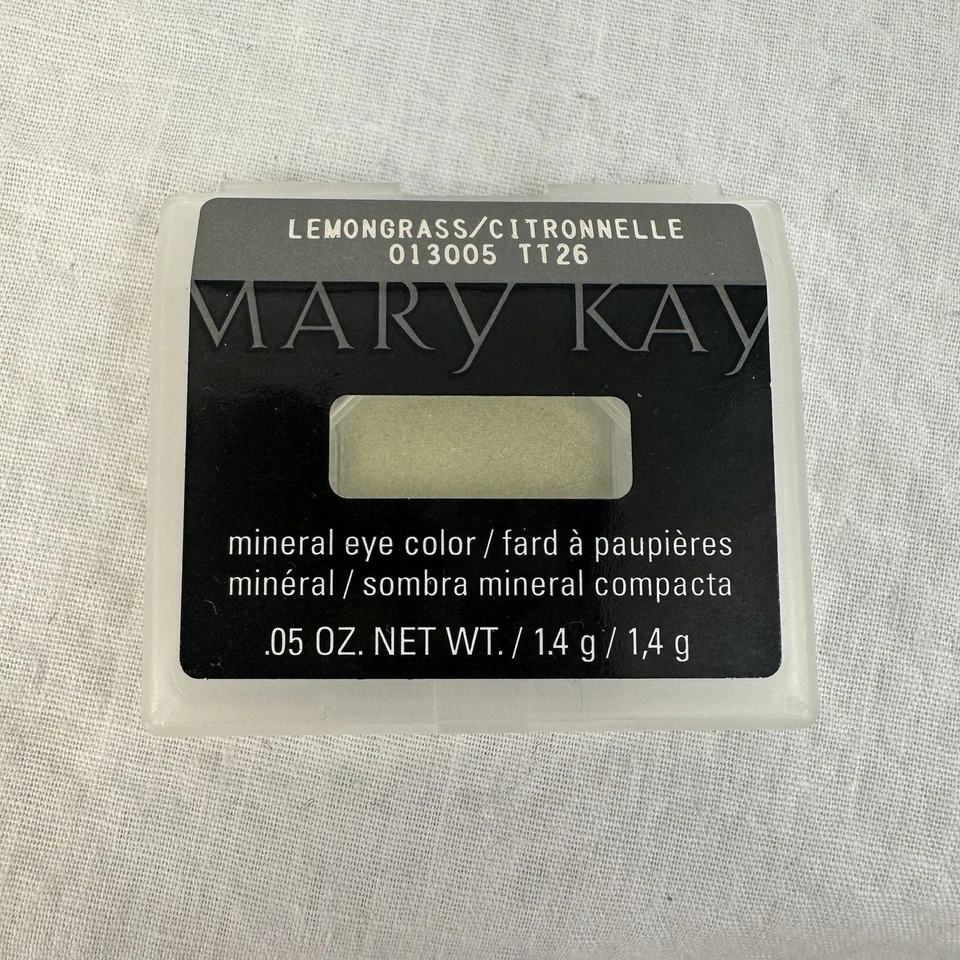 LEMONGRASS/CITRONNELLE
013005 TT26
MARY KAY
mineral eye color / fard à paupières
minéral / sombra mineral compacta
.05 OZ. NET WT. / 1.4 g / 1,4 g